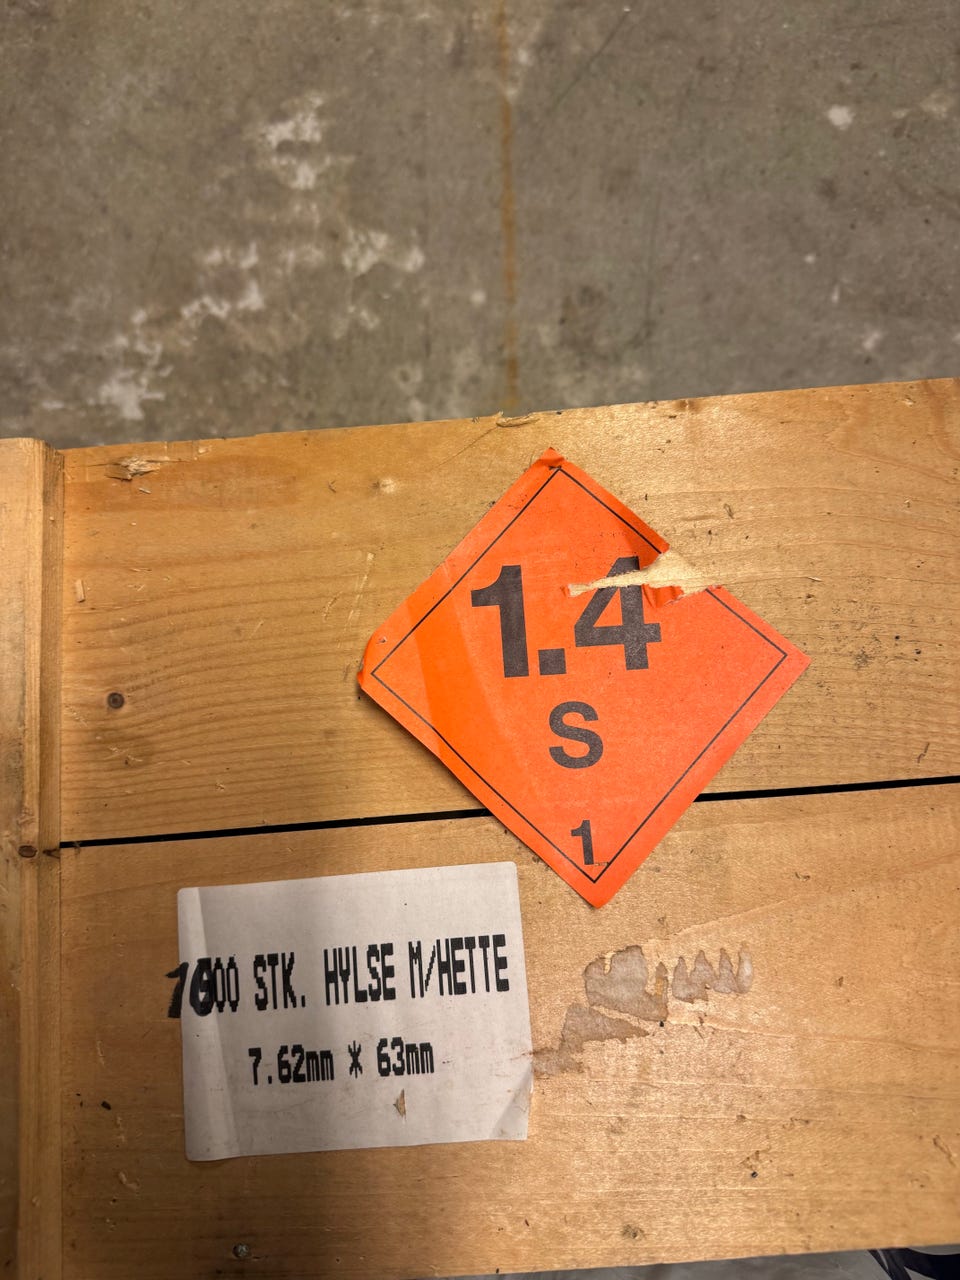 1.4
S
1
1000 STK. HYLSE M/HETTE
7.62mm * 63mm